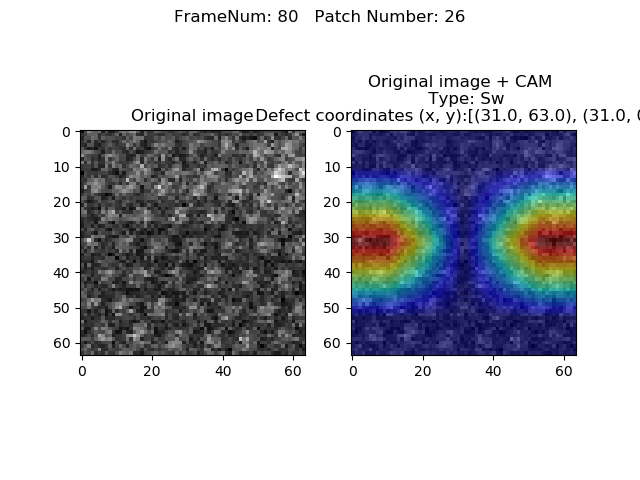 FrameNum: 80   Patch Number: 26
Original image + CAM
Type: Sw
Original image
Defect coordinates (x, y):[(31.0, 63.0), (31.0, 0
0
10
20
30
40
50
60
0 20 40 60
0
10
20
30
40
50
60
0 20 40 60